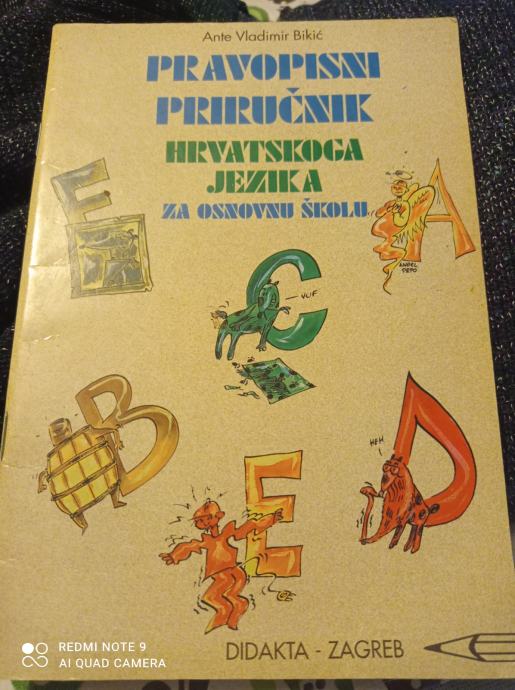 Ante Vladimir Bikić
PRAVOPISNI
PRIRUČNIK
HRVATSKOGA
JEZIKA
ZA OSNOVNU ŠKOLU
E
A
ANGEL
PEPO
C
VUF
B
E
D
HEH
DIDAKTA - ZAGREB
REDMI NOTE 9
AI QUAD CAMERA